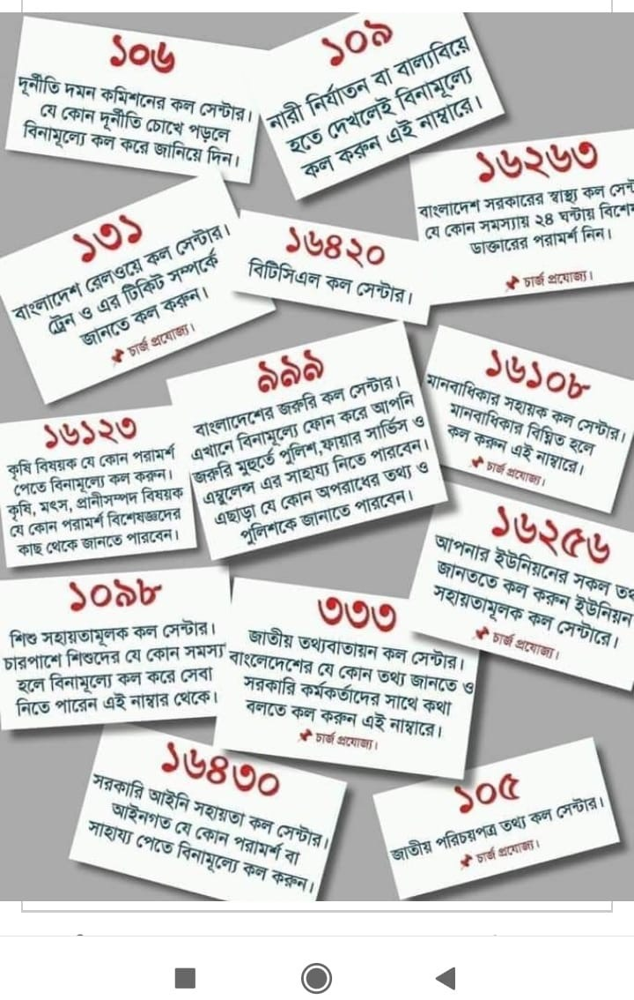 ১০৬
দূর্নীতি দমন কমিশনের কল সেন্টার।
যে কোন দূর্নীতি চোখে পড়লে
বিনামূল্যে কল করে জানিয়ে দিন।
১০৯
নারী নির্যাতন বা বাল্যবিয়ে
হতে দেখলেই বিনামূল্যে
কল করুন এই নাম্বারে।
১৬২৬৩
বাংলাদেশ সরকারের স্বাস্থ্য কল
যে কোন সমস্যায় ২৪ ঘন্টায়
ডাক্তারের পরামর্শ নিন।
চার্জ প্রযোজ্য।
১৩১
বাংলাদেশ রেলওয়ে কল সেন্টার।
ট্রেন ও এর টিকিট সম্পর্কে
জানতে কল করুন।
চার্জ প্রযোজ্য।
১৬৪২০
বিটিসিএল কল সেন্টার।
৯৯৯
বাংলাদেশের জরুরি কল সেন্টার।
এখানে বিনামূল্যে ফোন করে আপনি
জরুরি মুহুর্তে পুলিশ,ফায়ার সার্ভিস ও
এম্বুলেন্স এর সাহায্য নিতে পারবেন।
এছাড়া যে কোন অপরাধের তথ্য ও
পুলিশকে জানাতে পারবেন।
১৬১০৮
মানবাধিকার সহায়ক কল সেন্টার।
মানবাধিকার বিঘ্নিত হলে
কল করুন এই নাম্বারে।
চার্জ প্রযোজ্য।
১৬১২৩
কৃষি বিষয়ক যে কোন পরামর্শ
পেতে বিনামূল্যে কল করুন।
কৃষি, মৎস, প্রানীসম্পদ বিষয়ক
যে কোন পরামর্শ বিশেষজ্ঞদের
কাছ থেকে জানতে পারবেন।
১৬২৫৬
আপনার ইউনিয়নের সকল
জানততে কল করুন ইউনিয়ন
সহায়তামূলক কল সেন্টারে।
চার্জ প্রযোজ্য।
১০৯৮
শিশু সহায়তামূলক কল সেন্টার।
চারপাশে শিশুদের যে কোন সমস্যা
হলে বিনামূল্যে কল করে সেবা
নিতে পারেন এই নাম্বার থেকে।
৩৩৩
জাতীয় তথ্যবাতায়ন কল সেন্টার।
বাংলেদেশের যে কোন তথ্য জানতে ও
সরকারি কর্মকর্তাদের সাথে কথা
বলতে কল করুন এই নাম্বারে।
চার্জ প্রযোজ্য।
১৬৪৩০
সরকারি আইনি সহায়তা কল সেন্টার।
আইনগত যে কোন পরামর্শ বা
সাহায্য পেতে বিনামূল্যে কল করুন।
১০৫
জাতীয় পরিচয়পত্র তথ্য কল সেন্টার।
চার্জ প্রযোজ্য।